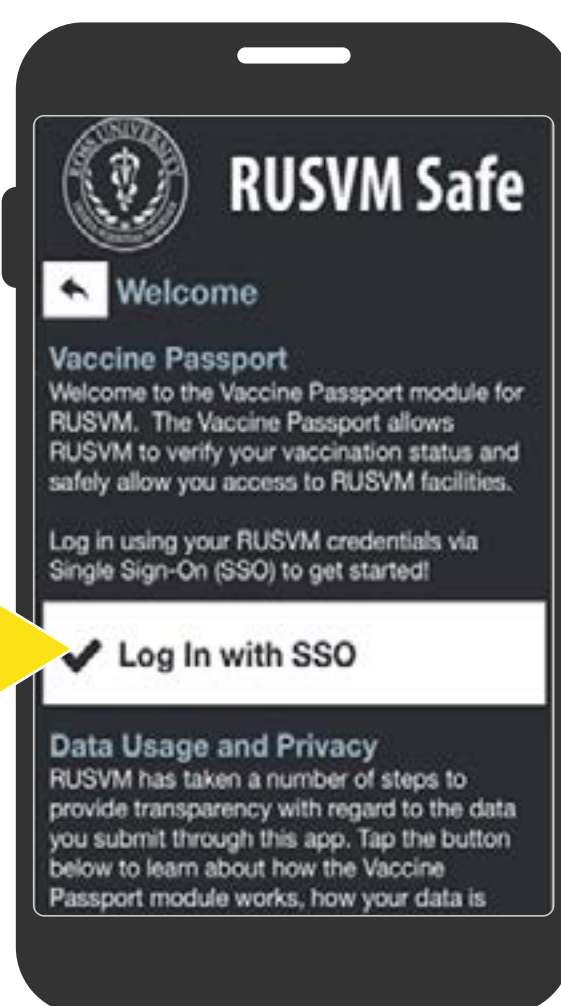 ROSS UNIVERSITY
RUSVM Safe
Welcome
Vaccine Passport
Welcome to the Vaccine Passport module for
RUSVM. The Vaccine Passport allows
RUSVM to verify your vaccination status and
safely allow you access to RUSVM facilities.
Log in using your RUSVM credentials via
Single Sign-On (SSO) to get started!
Log In with SSO
Data Usage and Privacy
RUSVM has taken a number of steps to
provide transparency with regard to the data
you submit through this app. Tap the button
below to learn about how the Vaccine
Passport module works, how your data is